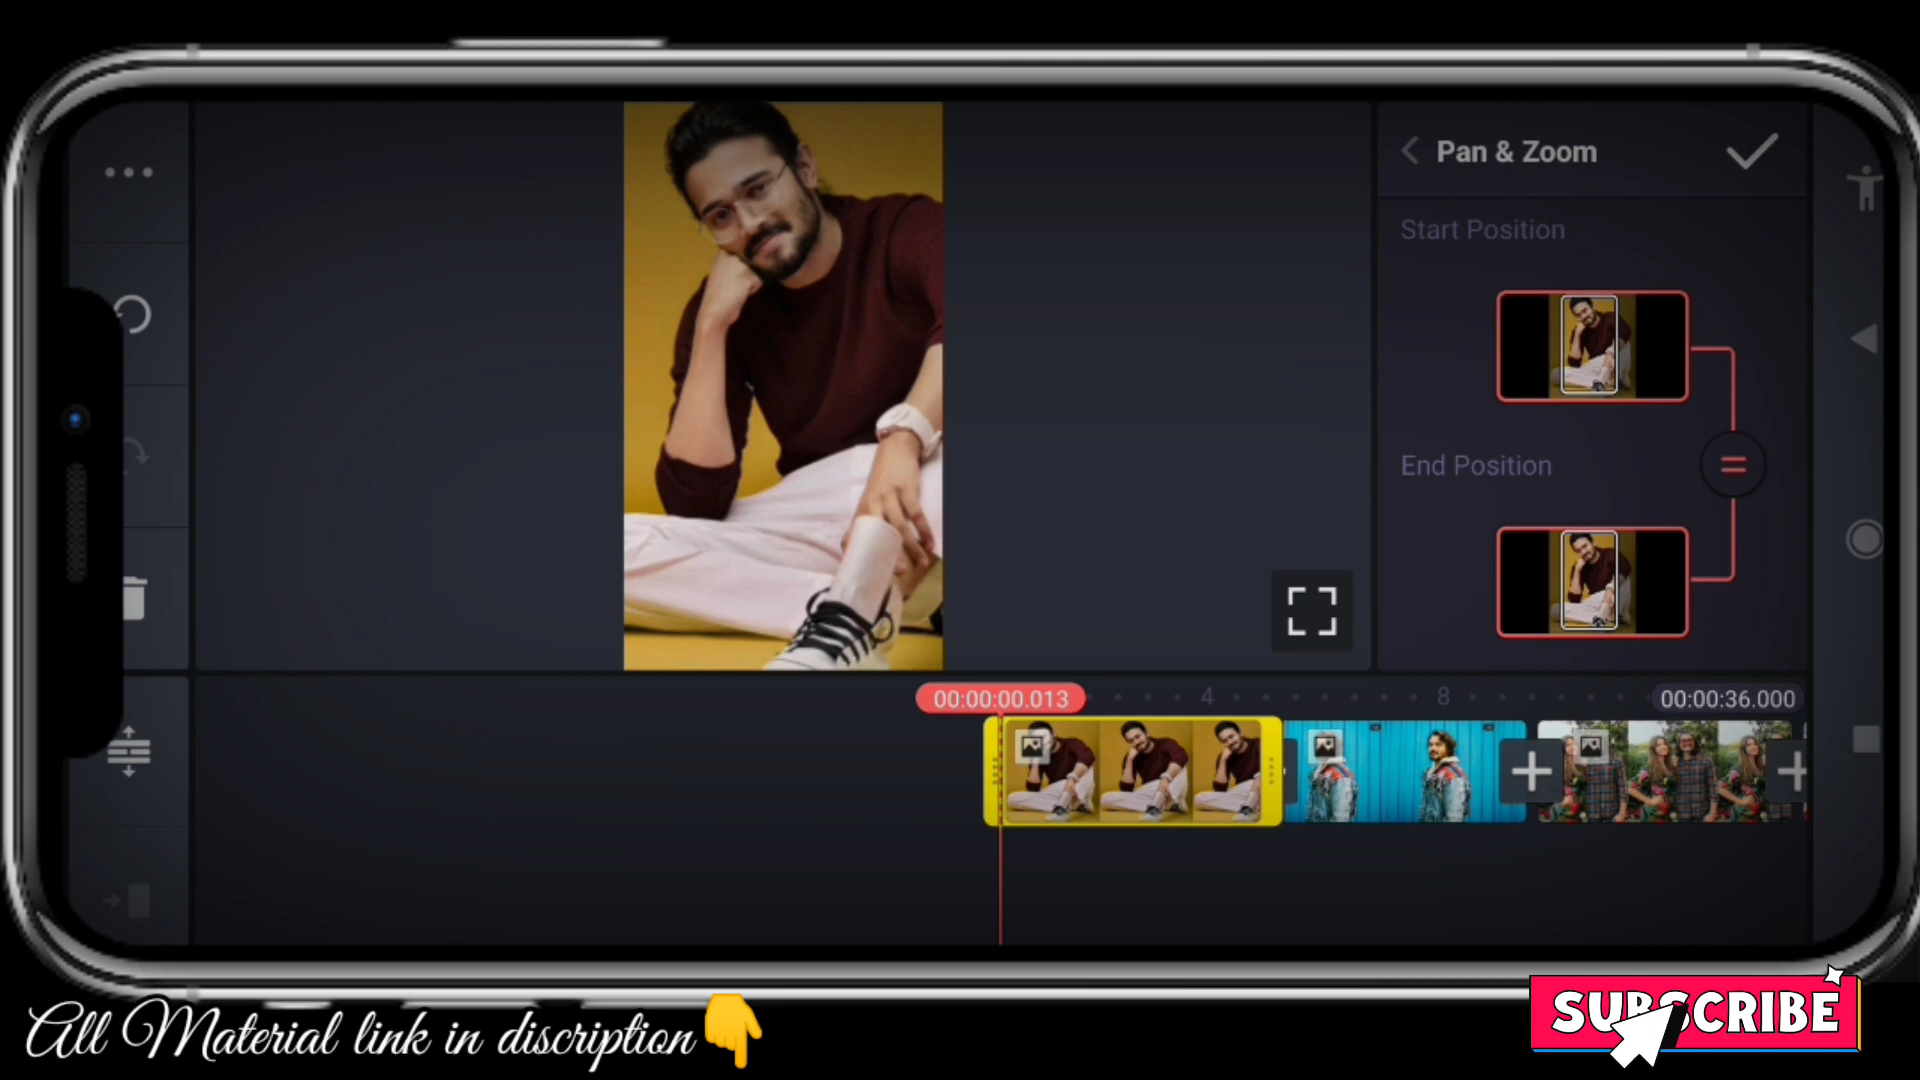 Pan & Zoom
Start Position
End Position
=
00:00:00.013
4
8
00:00:36.000
All Material link in discription
SUBSCRIBE